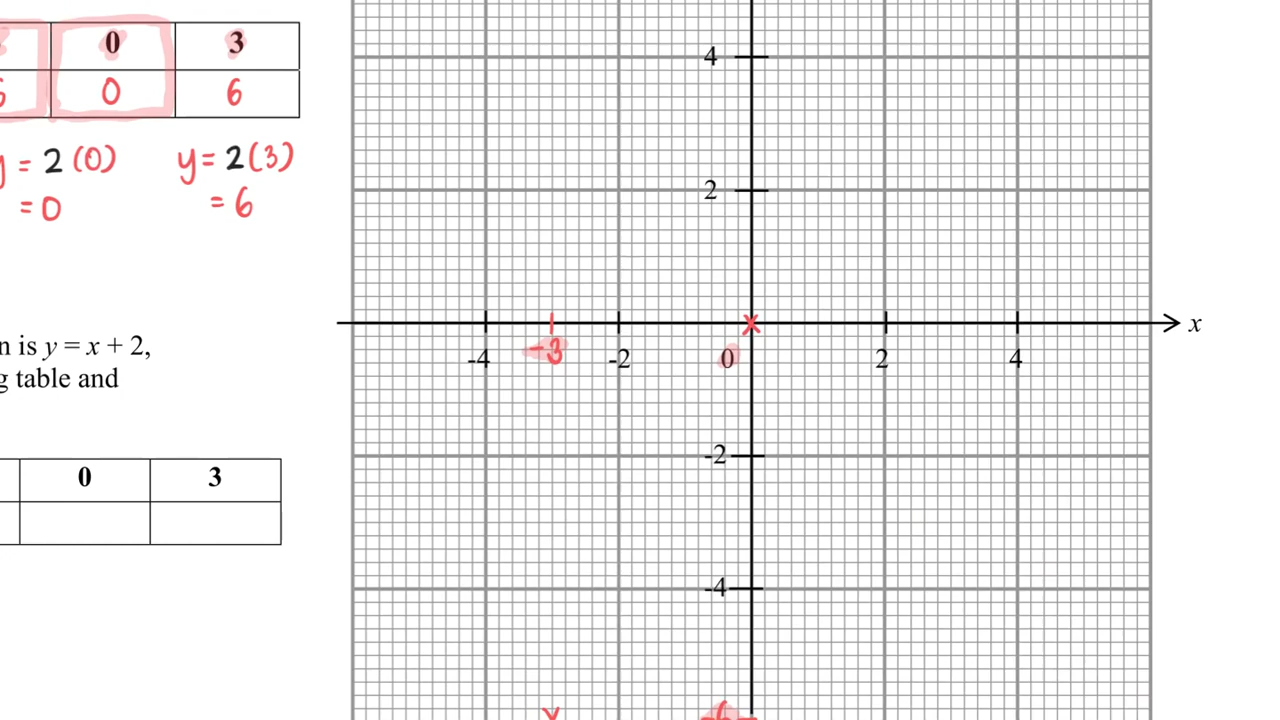 0 3
0 6
= 2 (0) y = 2 (3)
= 0 = 6
n is y = x + 2,
g table and
0 3
4
2
x
-4 -3 -2 0 2 4
-2
-4
-6